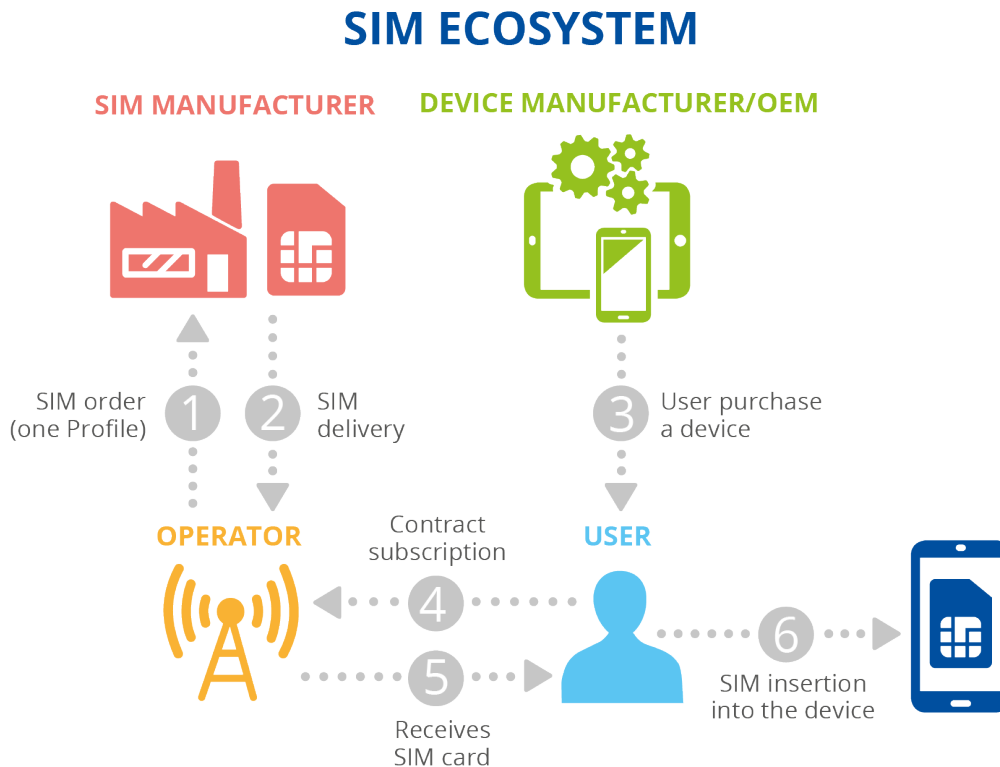 SIM ECOSYSTEM
SIM MANUFACTURER
DEVICE MANUFACTURER/OEM
SIM order
(one Profile)
1
2
SIM
delivery
3
User purchase
a device
OPERATOR
Contract
subscription
USER
4
5
Receives
SIM card
6
SIM insertion
into the device